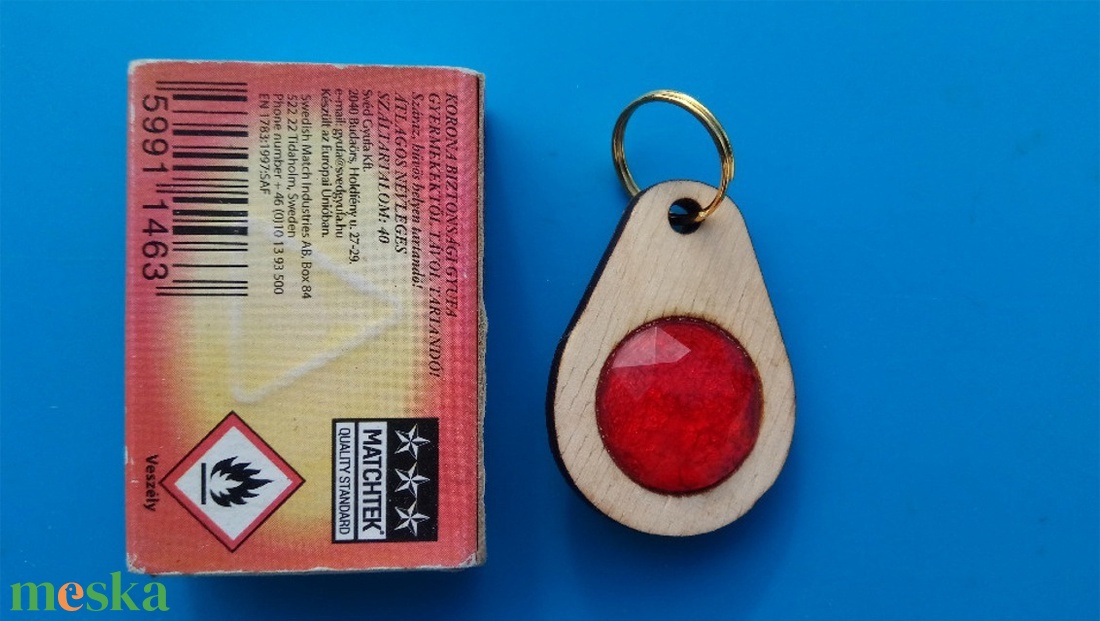 KORONA BIZTONSÁGI GYUFA
GYERMEKEKTŐL TÁVOL TARTANDÓ!
Száraz, hűvös helyen tartandó!
ÁTLAGOS NÉVLEGES
SZÁLTARTALOM: 40
Svéd Gyufa Kft.
2040 Budaörs, Holdfény u. 27-29.
e-mail: gyufa@svedgyufa.hu
Készült az Európai Unióban.
Swedish Match Industries AB, Box 84
522 22 Tidaholm, Sweden
Phone number + 46 (0)10 13 93 500
EN 1783:1997:SAF
5991 1463
MATCHTEK®
QUALITY STANDARD
Veszély
meska